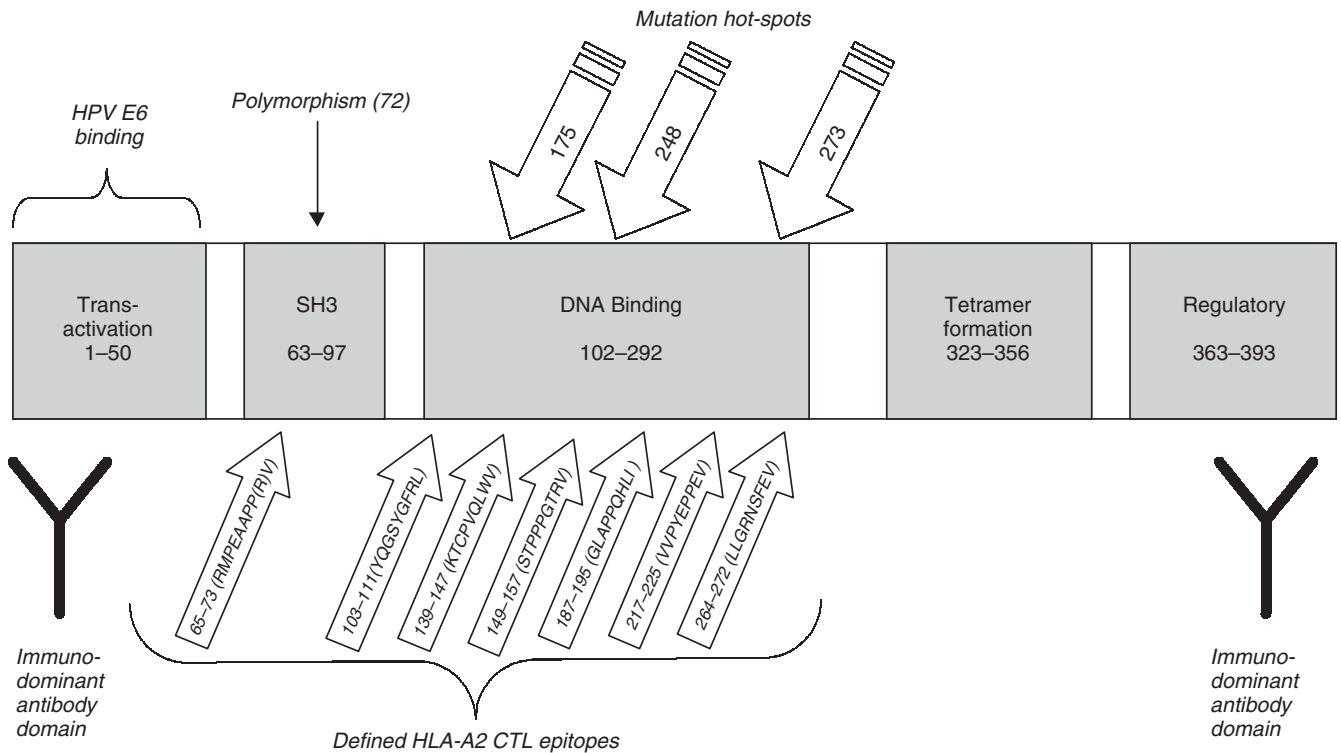 Mutation hot-spots
HPV E6
binding
Polymorphism (72)
175
248
273
Trans-
activation
1–50
SH3
63–97
DNA Binding
102–292
Tetramer
formation
323–356
Regulatory
363–393
65–73 (RMPEAAPP(R)V)
103–111(YQGSYGFRL)
139–147 (KTCPVQLWV)
149–157 (STPPPGTRV)
187–195 (GLAPPQHLI )
217–225 (VVPYEPPEV)
264–272 (LLGRNSFEV)
Immuno-
dominant
antibody
domain
Defined HLA-A2 CTL epitopes
Immuno-
dominant
antibody
domain